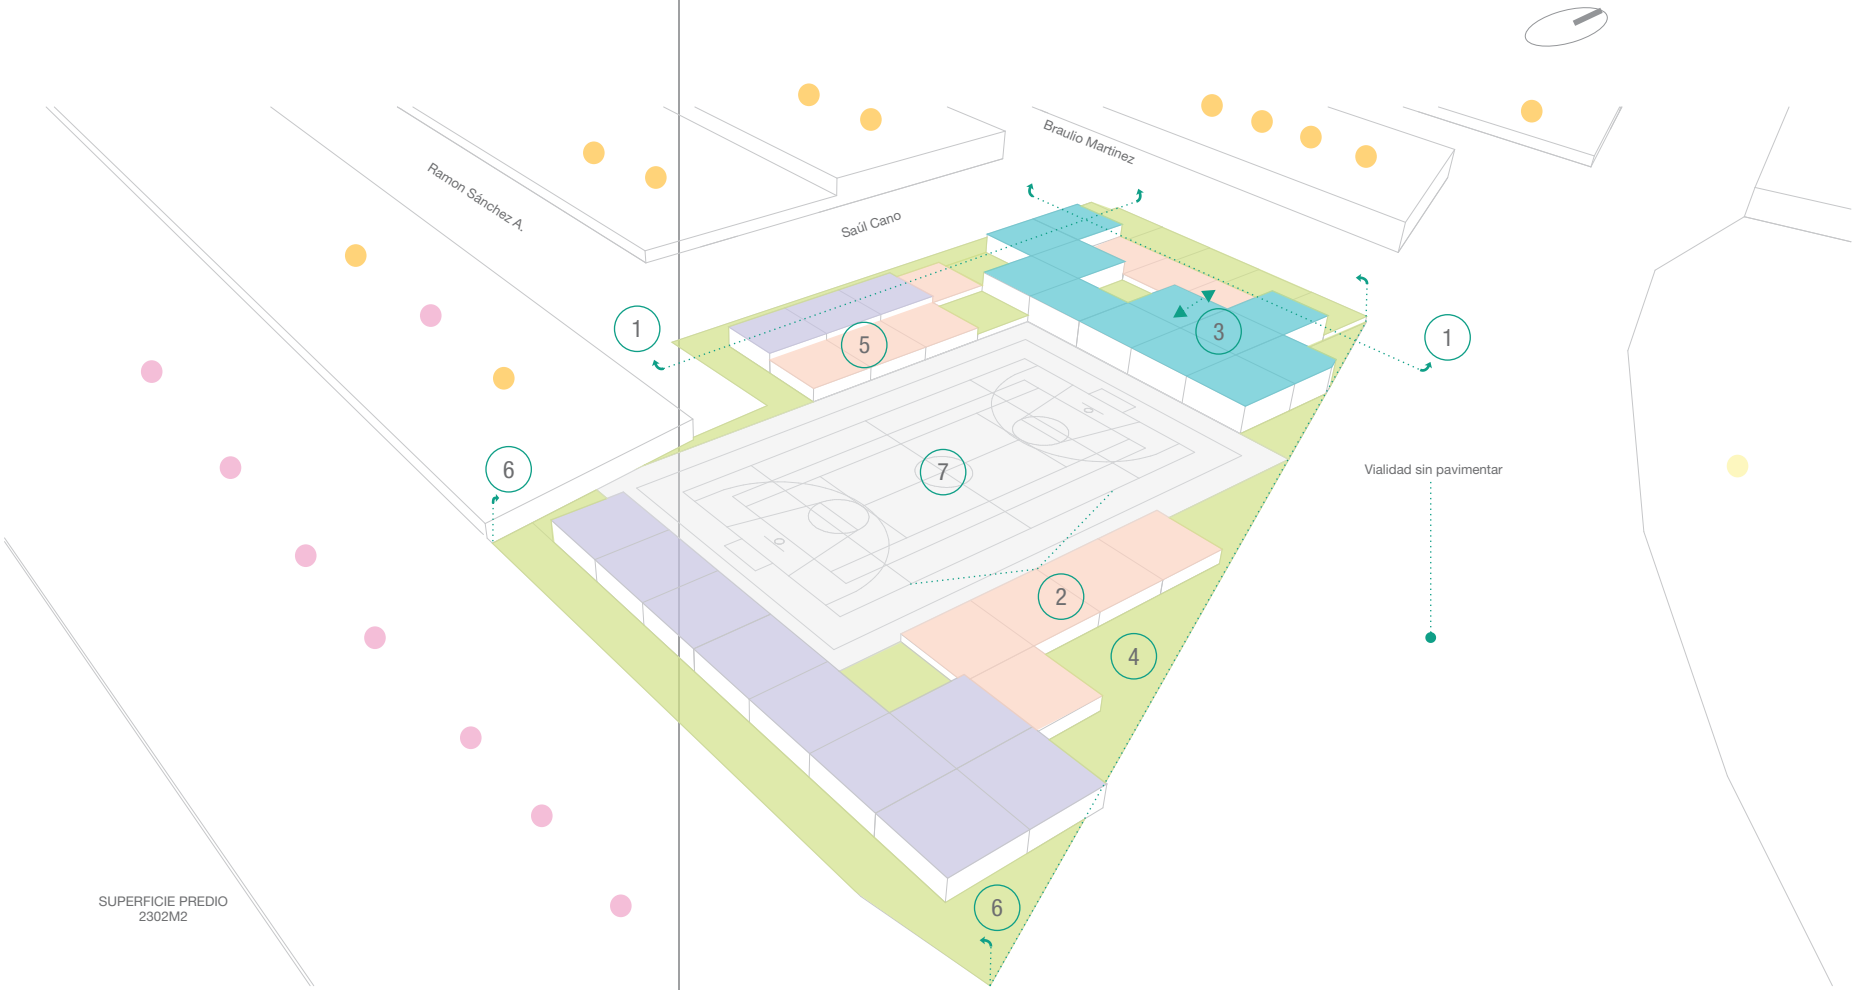 Braulio Martinez
Ramon Sánchez A.
Saúl Cano
1
3
1
5
6
7
Vialidad sin pavimentar
2
4
SUPERFICIE PREDIO
2302M2
6